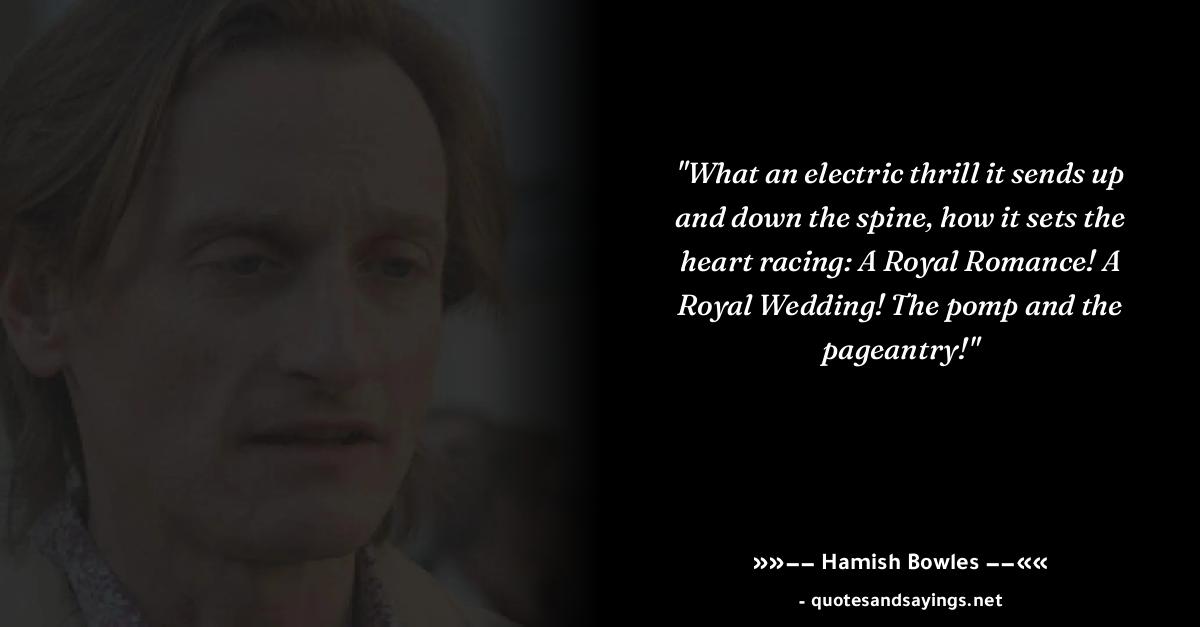 "What an electric thrill it sends up
and down the spine, how it sets the
heart racing: A Royal Romance! A
Royal Wedding! The pomp and the
pageantry!"
»»−− Hamish Bowles −−««
- quotesandsayings.net